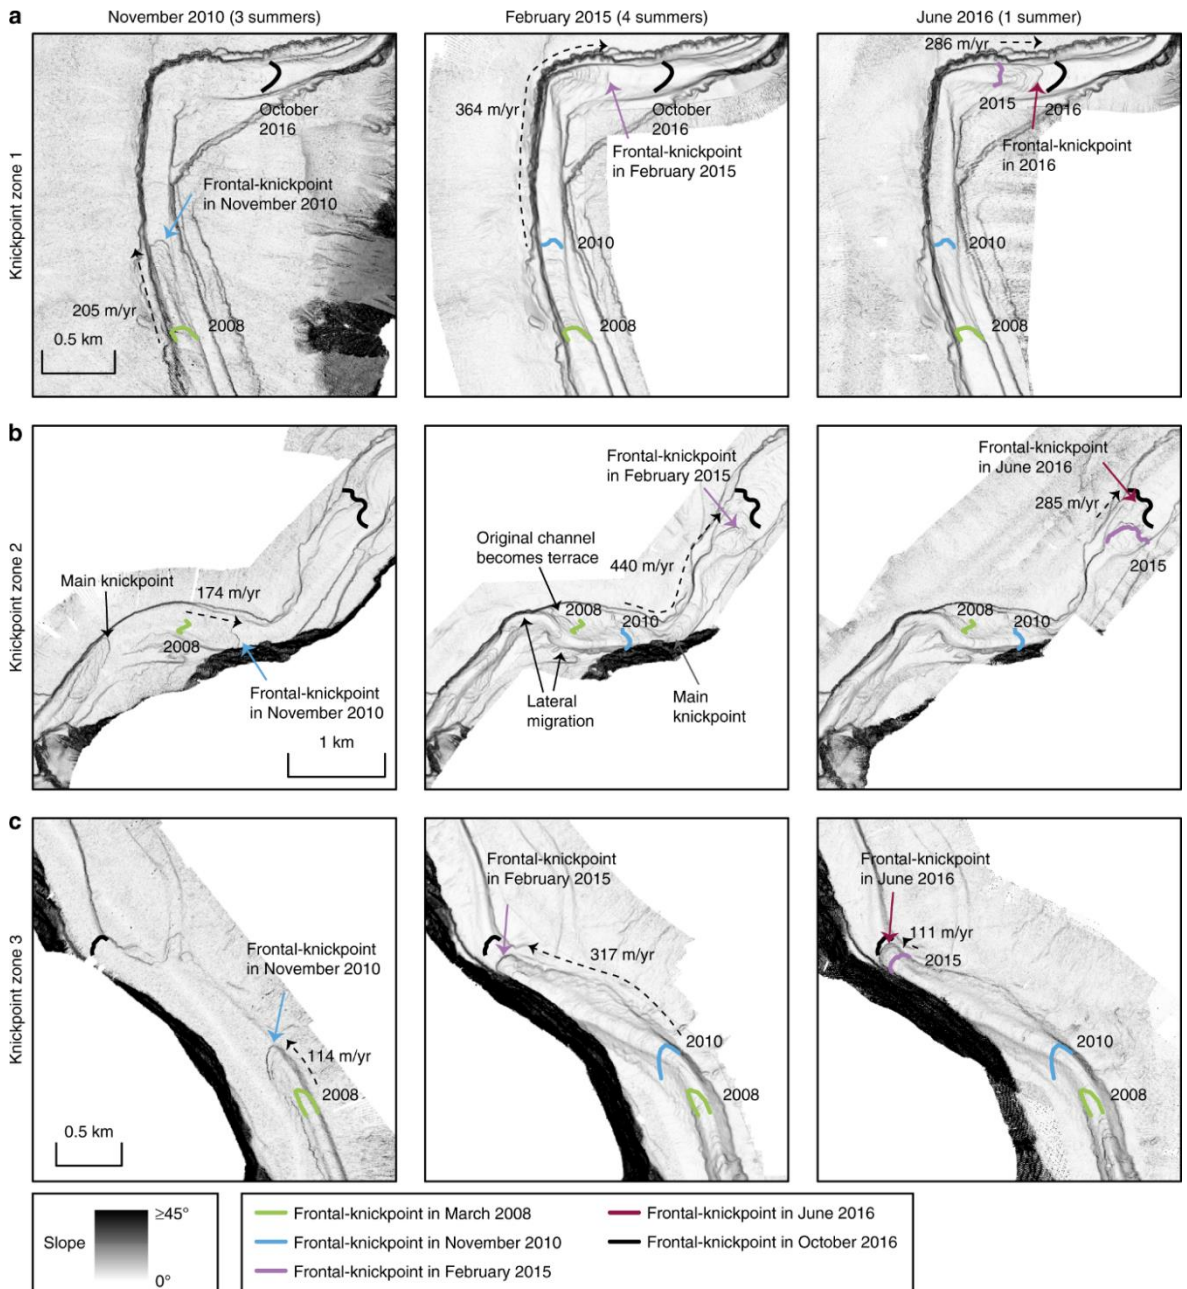 a
November 2010 (3 summers)
February 2015 (4 summers)
June 2016 (1 summer)
Knickpoint zone 1
October
2016
Frontal-knickpoint
in November 2010
205 m/yr
2008
0.5 km
364 m/yr
October
2016
Frontal-knickpoint
in February 2015
2010
2008
286 m/yr
2015
2016
Frontal-knickpoint
in 2016
2010
2008
b
Knickpoint zone 2
Main knickpoint
174 m/yr
2008
Frontal-knickpoint
in November 2010
1 km
Frontal-knickpoint
in February 2015
Original channel
becomes terrace
440 m/yr
2008
2010
Lateral
migration
Main
knickpoint
Frontal-knickpoint
in June 2016
285 m/yr
2015
2008
2010
c
Knickpoint zone 3
Frontal-knickpoint
in November 2010
114 m/yr
2008
0.5 km
Frontal-knickpoint
in February 2015
317 m/yr
2010
2008
Frontal-knickpoint
in June 2016
111 m/yr
2015
2010
2008
Slope
≥45°
0°
Frontal-knickpoint in March 2008
Frontal-knickpoint in November 2010
Frontal-knickpoint in February 2015
Frontal-knickpoint in June 2016
Frontal-knickpoint in October 2016